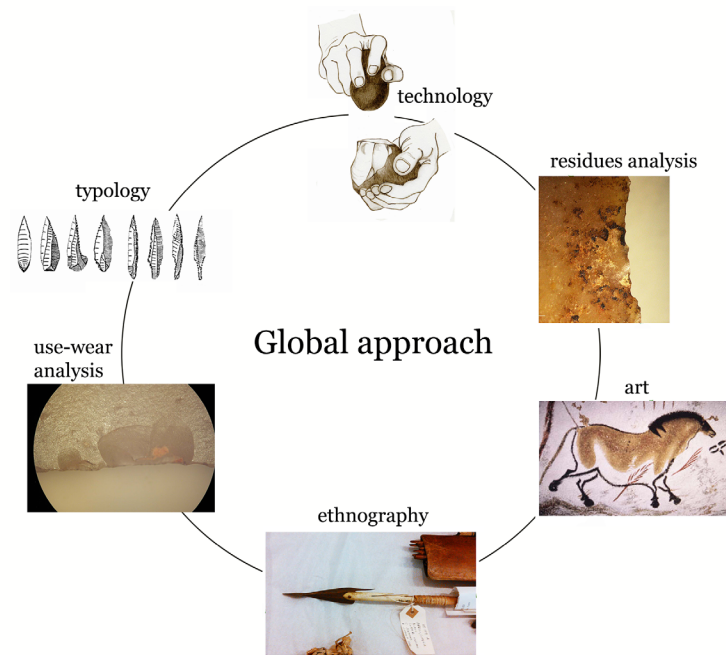 technology
residues analysis
typology
Global approach
use-wear
analysis
art
ethnography